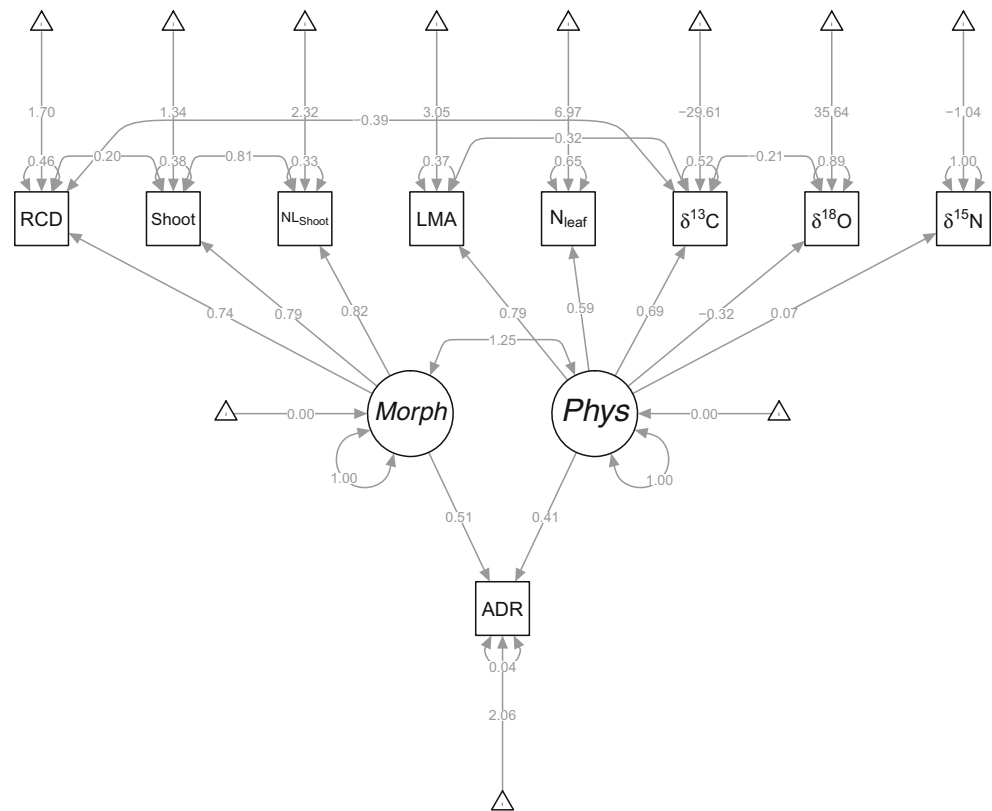 1.70 1.34 2.32 3.05 6.97 −29.61 35.64 −1.04
−0.39
0.32
0.20 0.81 −0.21
0.46 0.38 0.33 0.37 0.65 0.52 0.89 1.00
RCD Shoot NL_Shoot LMA N_leaf δ¹³C δ¹⁸O δ¹⁵N
0.74 0.79 0.82 0.79 0.59 0.69 −0.32 0.07
1.25
0.00 Morph Phys 0.00
1.00 1.00
0.51 0.41
ADR
0.04
2.06